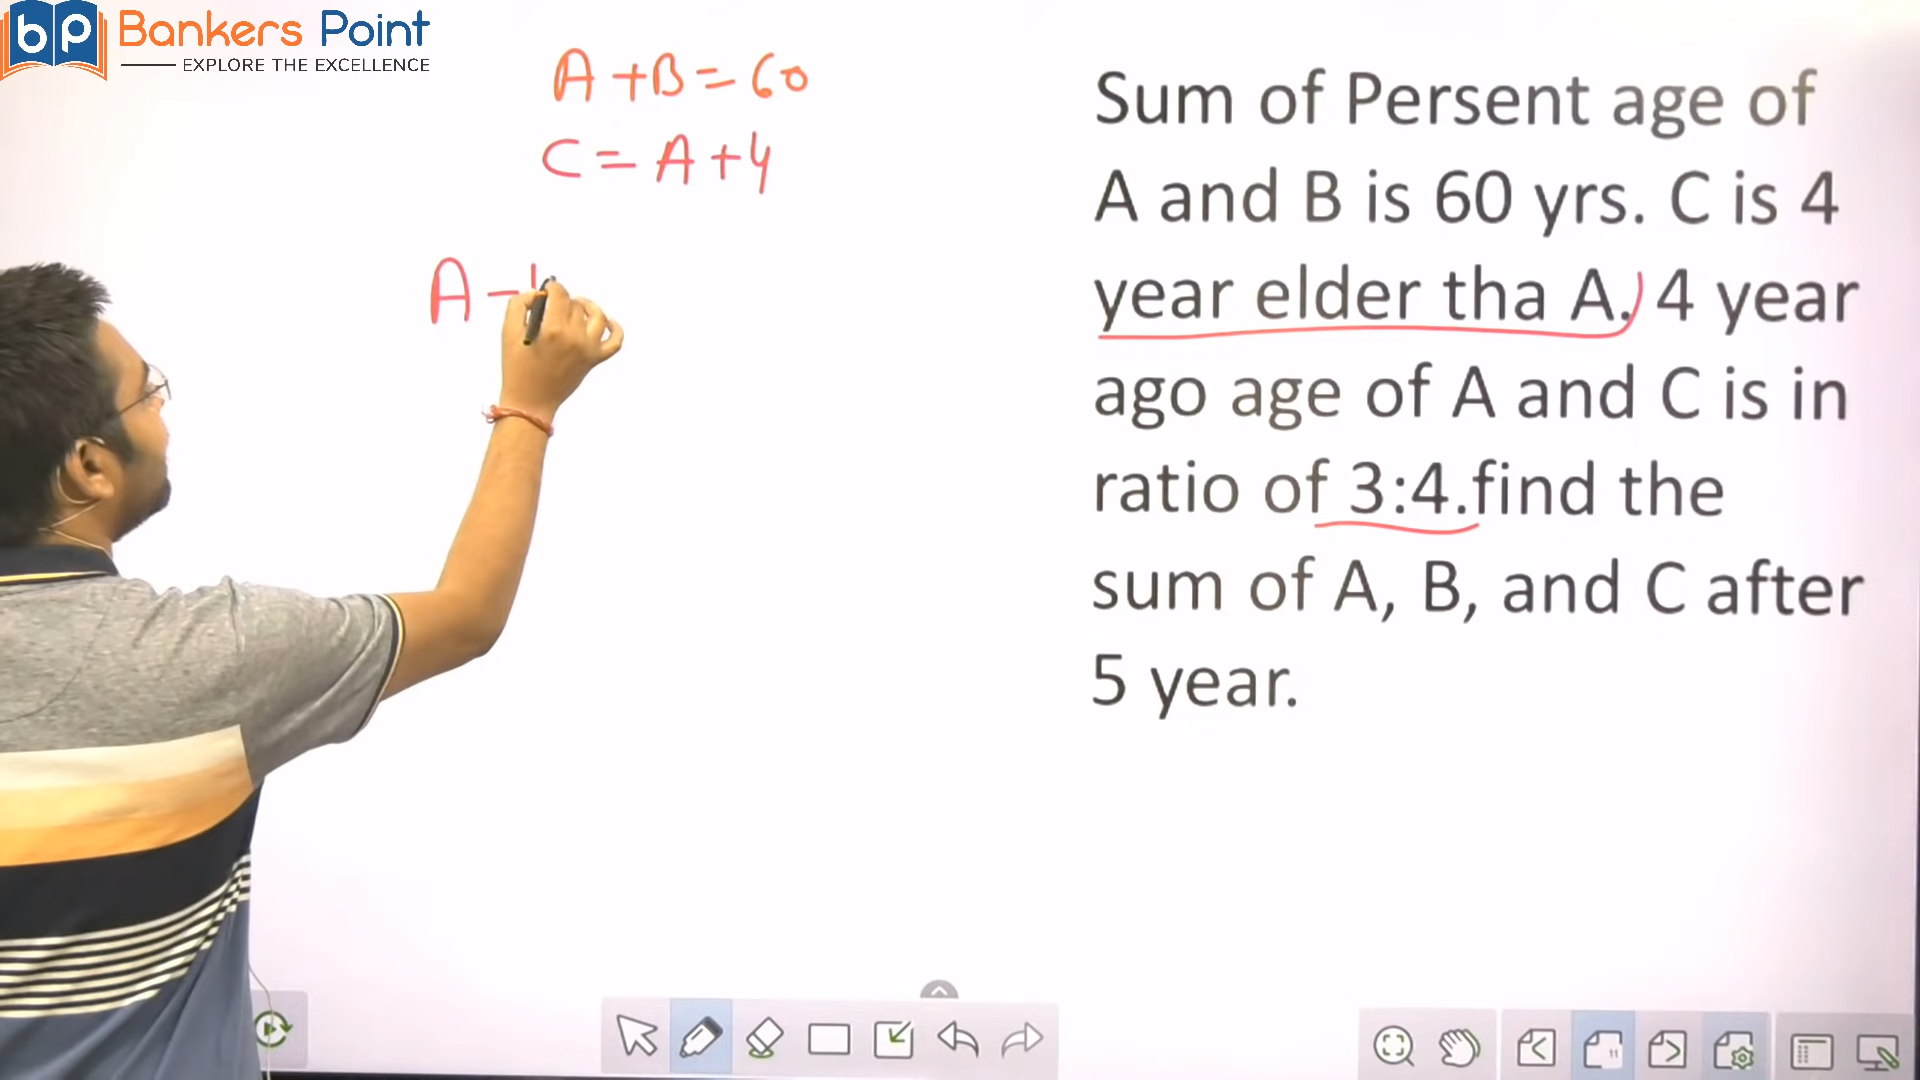 bp Bankers Point
EXPLORE THE EXCELLENCE
A + B = 60
C = A + 4
A -
Sum of Persent age of
A and B is 60 yrs. C is 4
year elder tha A. 4 year
ago age of A and C is in
ratio of 3:4.find the
sum of A, B, and C after
5 year.
11